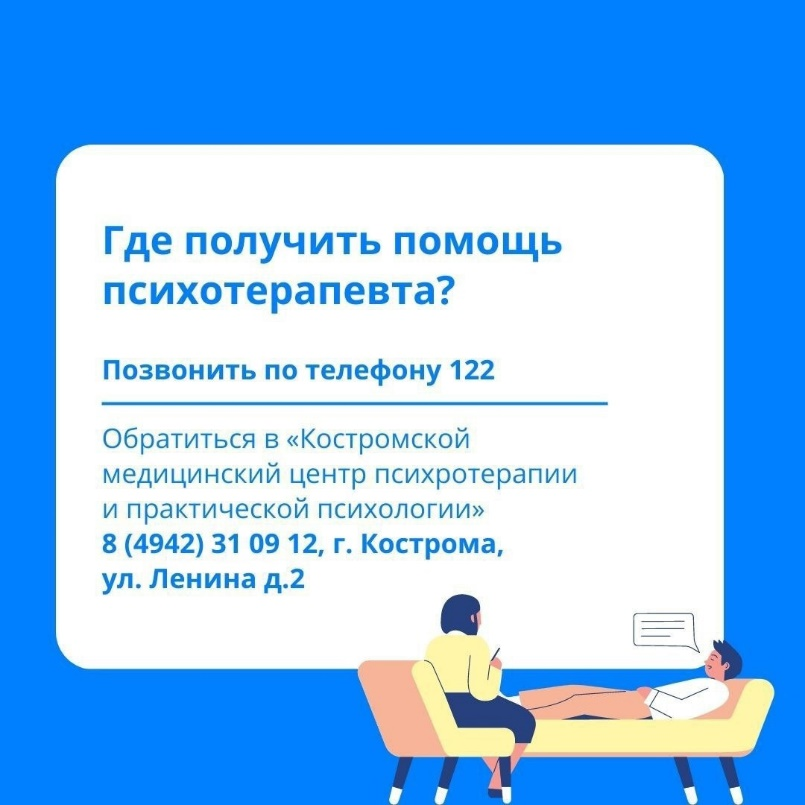 Где получить помощь
психотерапевта?
Позвонить по телефону 122
Обратиться в «Костромской
медицинский центр психротерапии
и практической психологии»
8 (4942) 31 09 12, г. Кострома,
ул. Ленина д.2